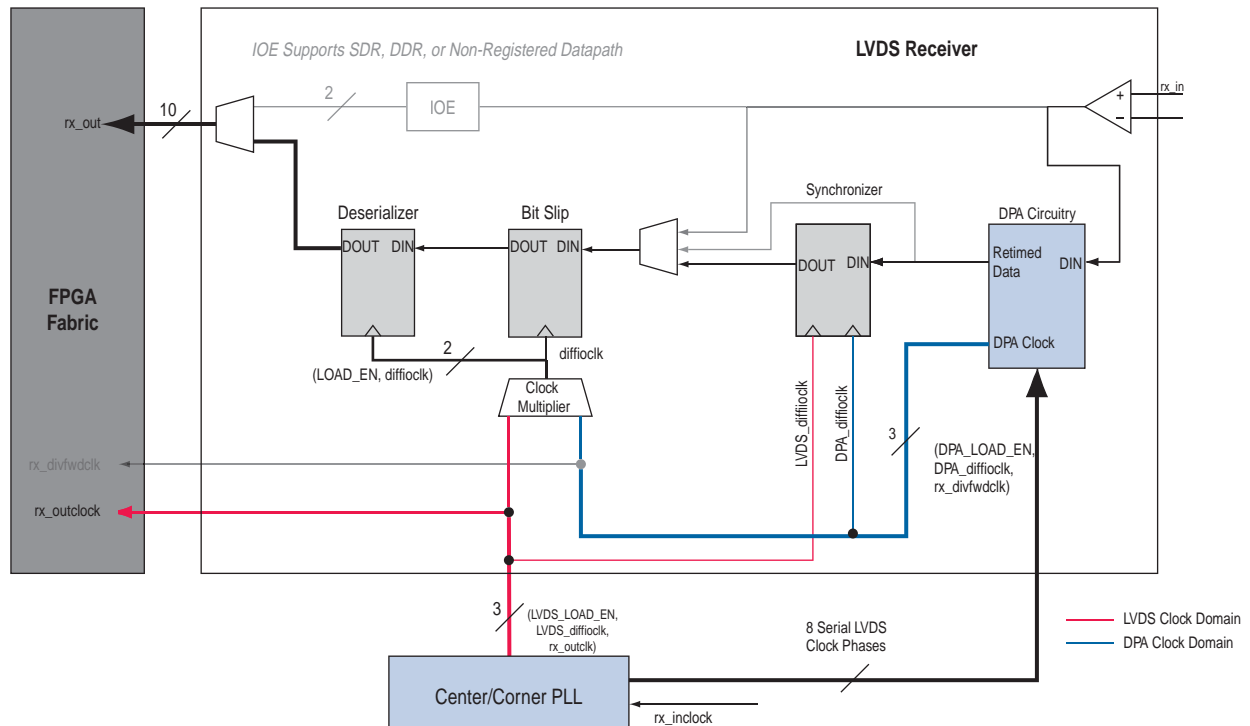 IOE Supports SDR, DDR, or Non-Registered Datapath
LVDS Receiver
2
IOE
+
–
rx_in
10
rx_out
Deserializer
Bit Slip
Synchronizer
DPA Circuitry
DOUT
DIN
DOUT
DIN
DOUT
DIN
Retimed
Data
DIN
DPA Clock
FPGA
Fabric
2
(LOAD_EN, diffioclk)
diffioclk
Clock
Multiplier
LVDS_diffiioclk
DPA_diffioclk
3
(DPA_LOAD_EN,
DPA_diffioclk,
rx_divfwdclk)
rx_divfwdclk
rx_outclock
3
(LVDS_LOAD_EN,
LVDS_diffioclk,
rx_outclk)
8 Serial LVDS
Clock Phases
LVDS Clock Domain
DPA Clock Domain
Center/Corner PLL
rx_inclock